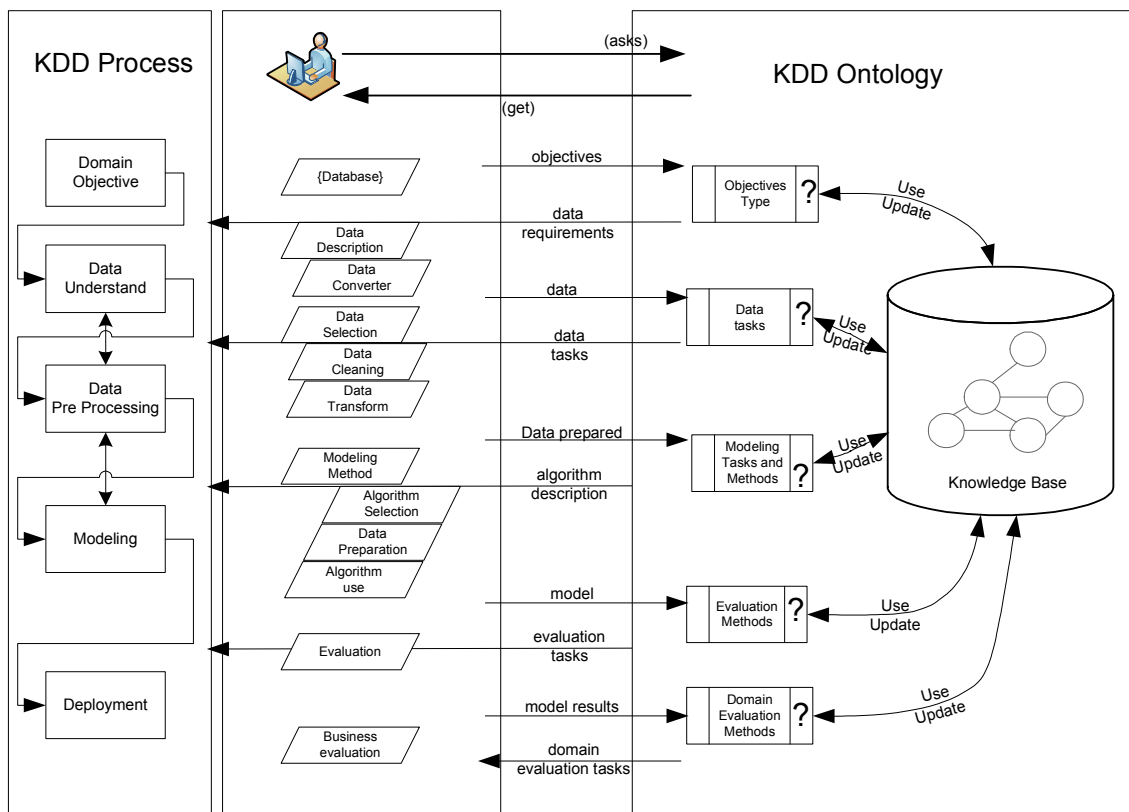 KDD Process
(asks)
KDD Ontology
(get)
Domain
Objective
{Database}
objectives
Objectives
Type
?
Use
Update
data
requirements
Data
Description
Data
Understand
Data
Converter
data
Data
tasks
?
Use
Update
Data
Selection
data
tasks
Data
Cleaning
Data
Pre Processing
Data
Transform
Data prepared
Modeling
Tasks and
Methods
?
Use
Update
Knowledge Base
Modeling
Method
algorithm
description
Algorithm
Selection
Modeling
Data
Preparation
Algorithm
use
model
Evaluation
Methods
?
Use
Update
Evaluation
evaluation
tasks
Deployment
model results
Domain
Evaluation
Methods
?
Use
Update
Business
evaluation
domain
evaluation tasks